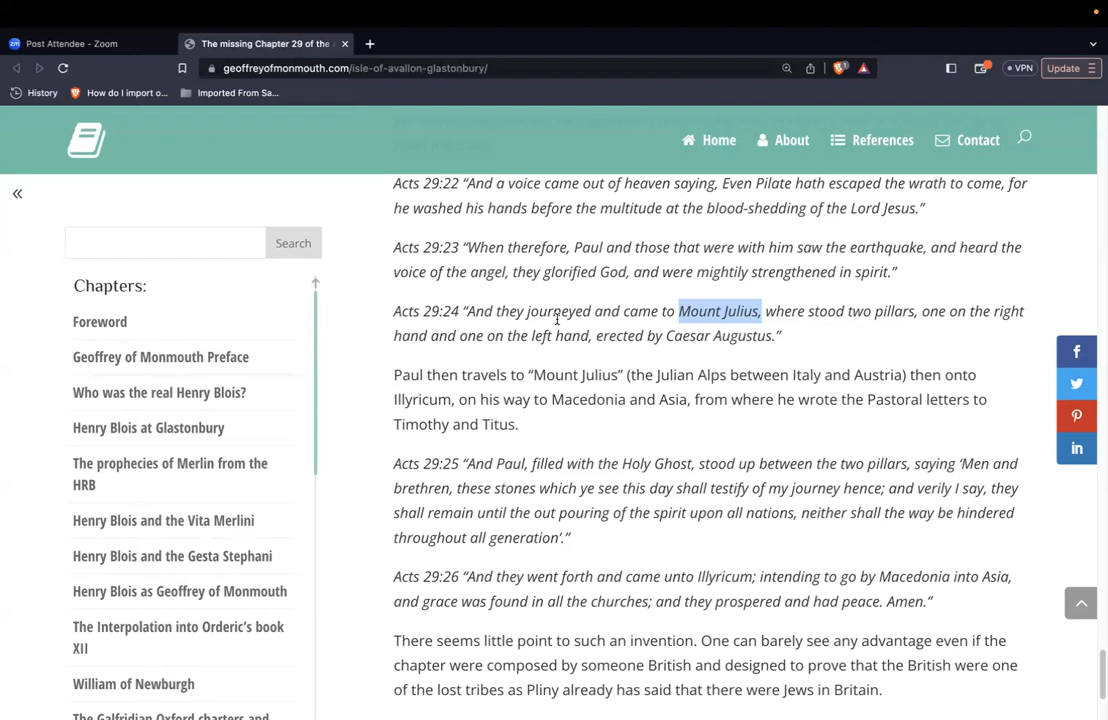 Post Attendee - Zoom
The missing Chapter 29 of the
geoffreyofmonmouth.com/isle-of-avallon-glastonbury/
1
VPN
Update
History
How do I import o...
Imported From Sa...
Home
About
References
Contact
Acts 29:22 “And a voice came out of heaven saying, Even Pilate hath escaped the wrath to come, for
he washed his hands before the multitude at the blood-shedding of the Lord Jesus.”
Search
Acts 29:23 “When therefore, Paul and those that were with him saw the earthquake, and heard the
voice of the angel, they glorified God, and were mightily strengthened in spirit.”
Chapters:
Foreword
Geoffrey of Monmouth Preface
Who was the real Henry Blois?
Henry Blois at Glastonbury
The prophecies of Merlin from the
HRB
Henry Blois and the Vita Merlini
Henry Blois and the Gesta Stephani
Henry Blois as Geoffrey of Monmouth
The Interpolation into Orderic's book
XII
William of Newburgh
The Galfridian Oxford charters and
Acts 29:24 “And they journeyed and came to Mount Julius, where stood two pillars, one on the right
hand and one on the left hand, erected by Caesar Augustus.”
Paul then travels to “Mount Julius” (the Julian Alps between Italy and Austria) then onto
Illyricum, on his way to Macedonia and Asia, from where he wrote the Pastoral letters to
Timothy and Titus.
Acts 29:25 “And Paul, filled with the Holy Ghost, stood up between the two pillars, saying ‘Men and
brethren, these stones which ye see this day shall testify of my journey hence; and verily I say, they
shall remain until the out pouring of the spirit upon all nations, neither shall the way be hindered
throughout all generation’.”
Acts 29:26 “And they went forth and came unto Illyricum; intending to go by Macedonia into Asia,
and grace was found in all the churches; and they prospered and had peace. Amen.”
There seems little point to such an invention. One can barely see any advantage even if the
chapter were composed by someone British and designed to prove that the British were one
of the lost tribes as Pliny already has said that there were Jews in Britain.